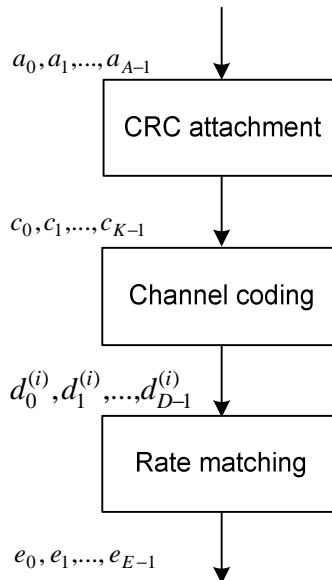 a_0, a_1,..., a_{A-1}
CRC attachment
c_0, c_1,..., c_{K-1}
Channel coding
d_0^{(i)}, d_1^{(i)},..., d_{D-1}^{(i)}
Rate matching
e_0, e_1,..., e_{E-1}